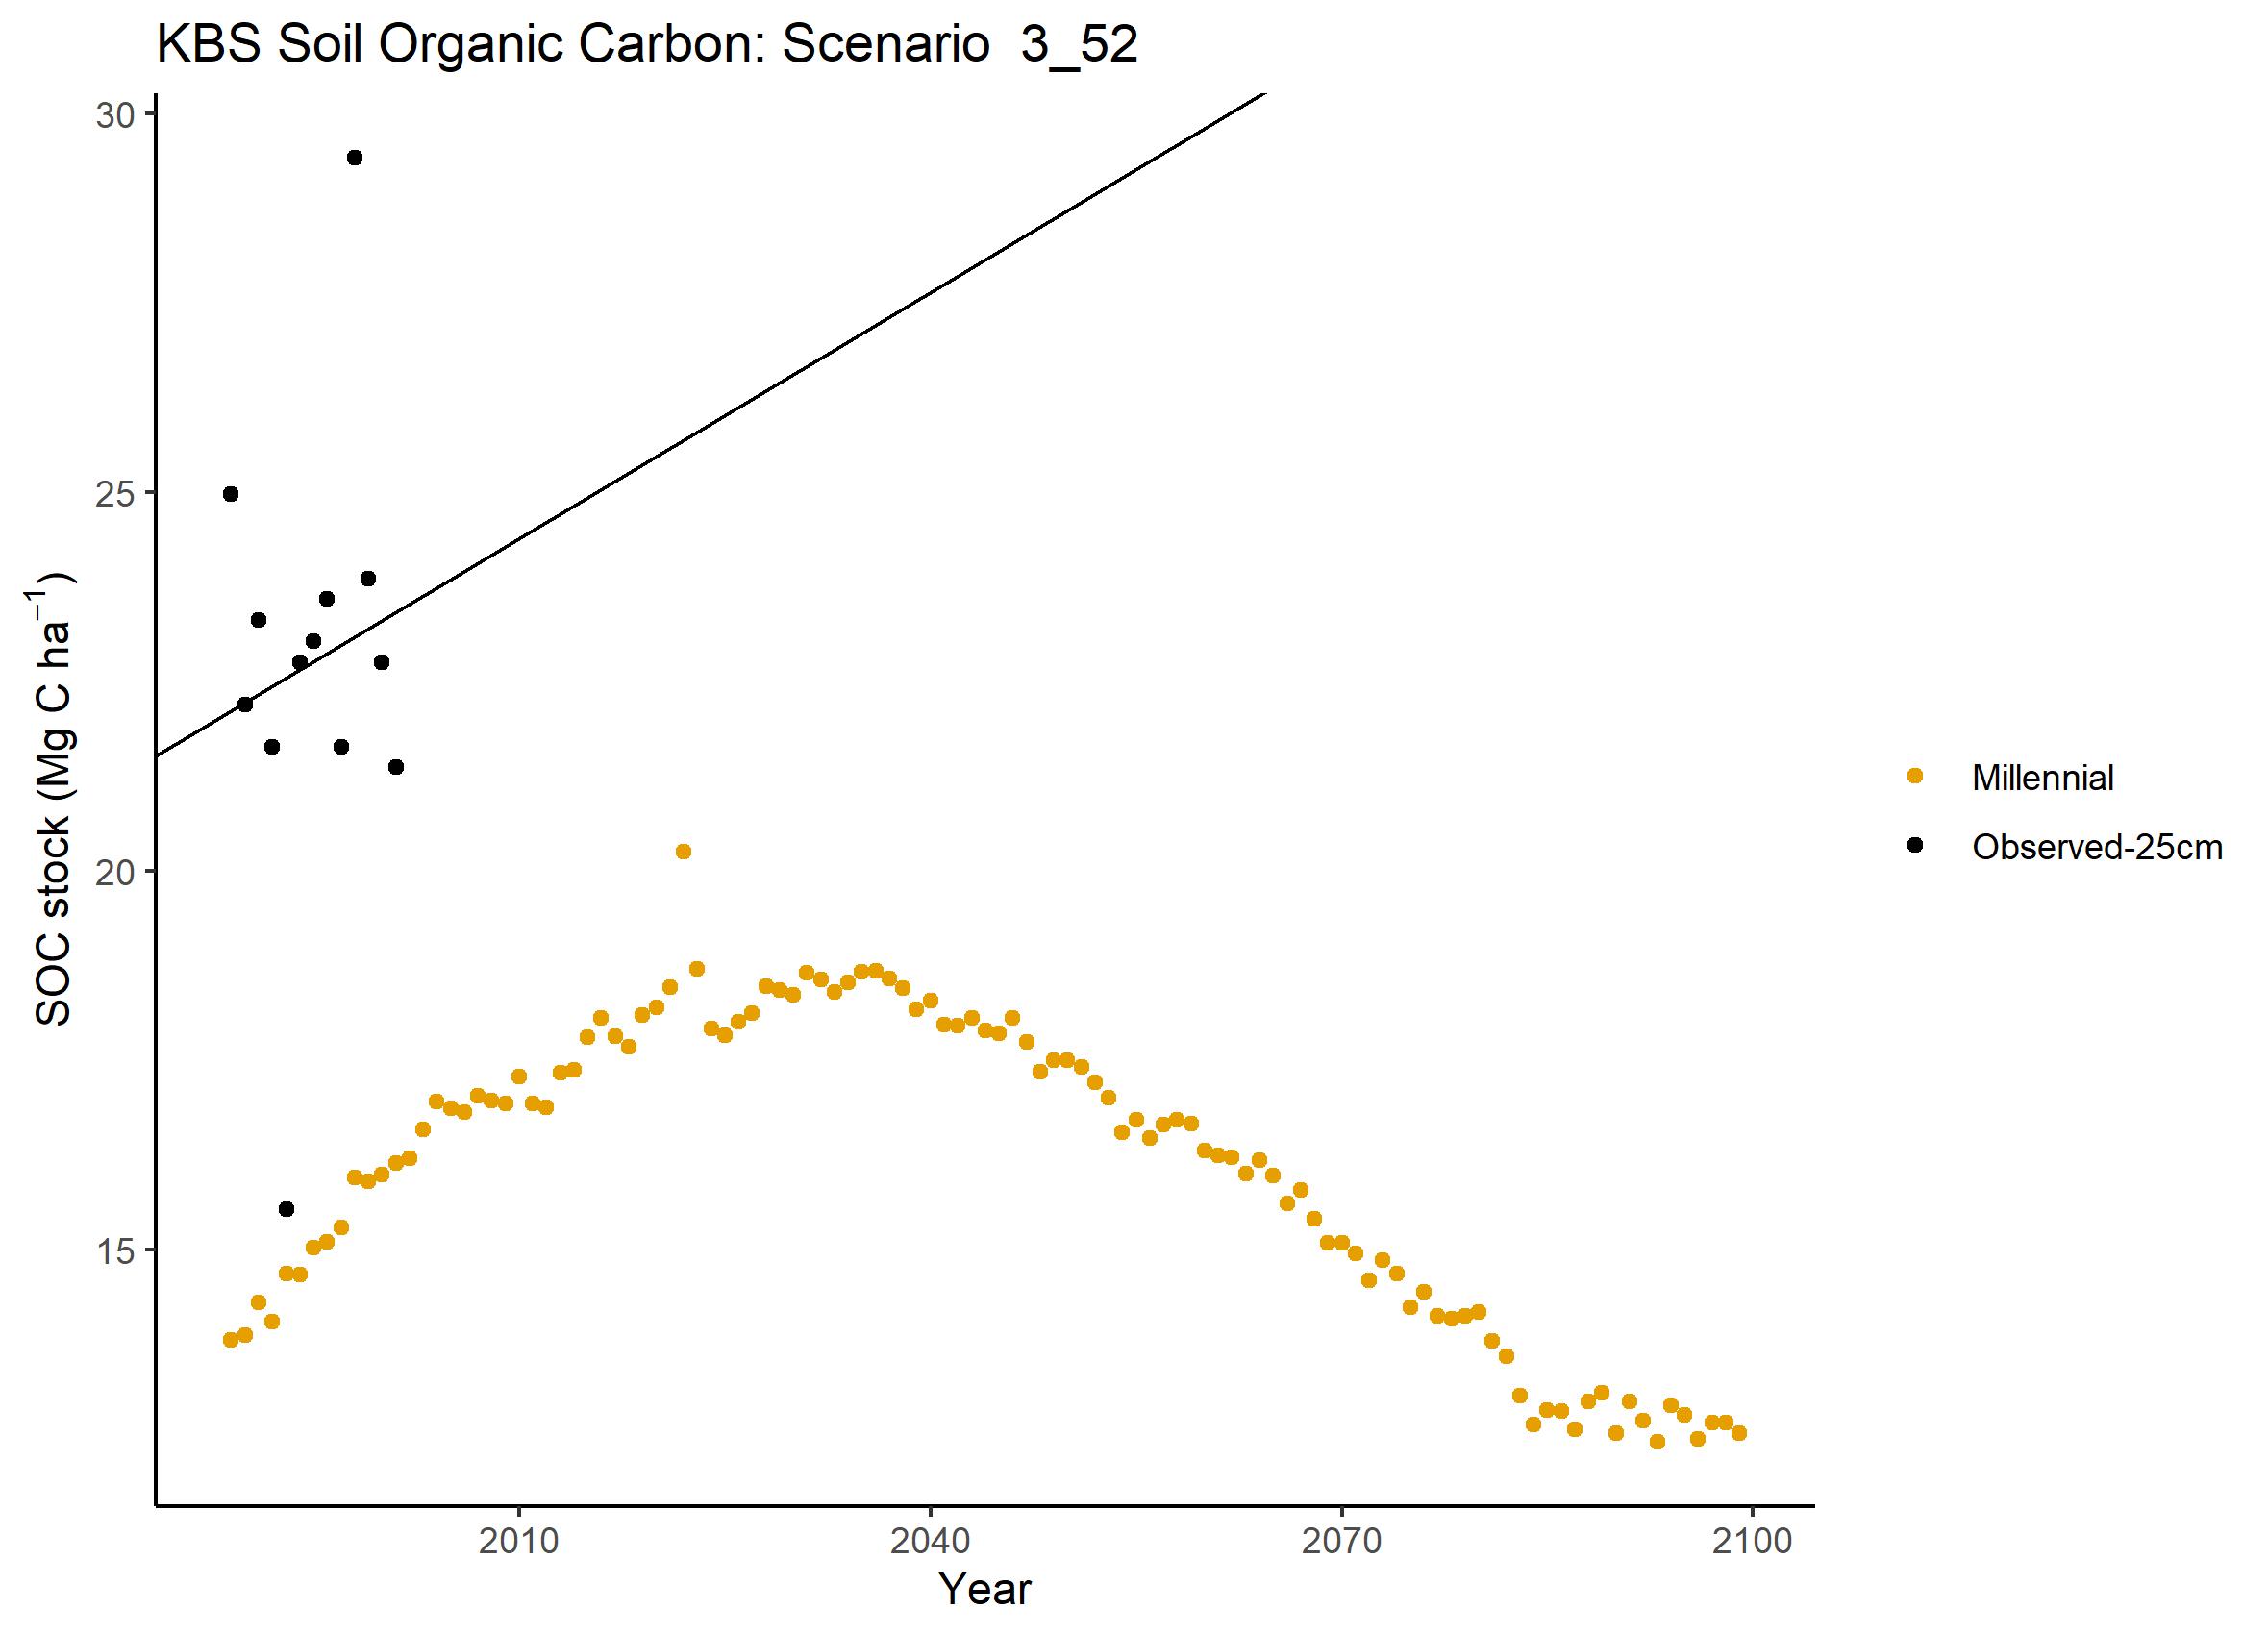 KBS Soil Organic Carbon: Scenario  3_52
30
25
20
15
SOC stock (Mg C ha⁻¹)
2010 2040 2070 2100
Year
Millennial
Observed-25cm